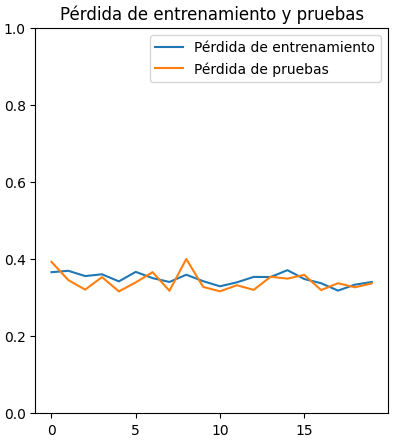 Pérdida de entrenamiento y pruebas
1.0
Pérdida de entrenamiento
Pérdida de pruebas
0.8
0.6
0.4
0.2
0.0
0 5 10 15